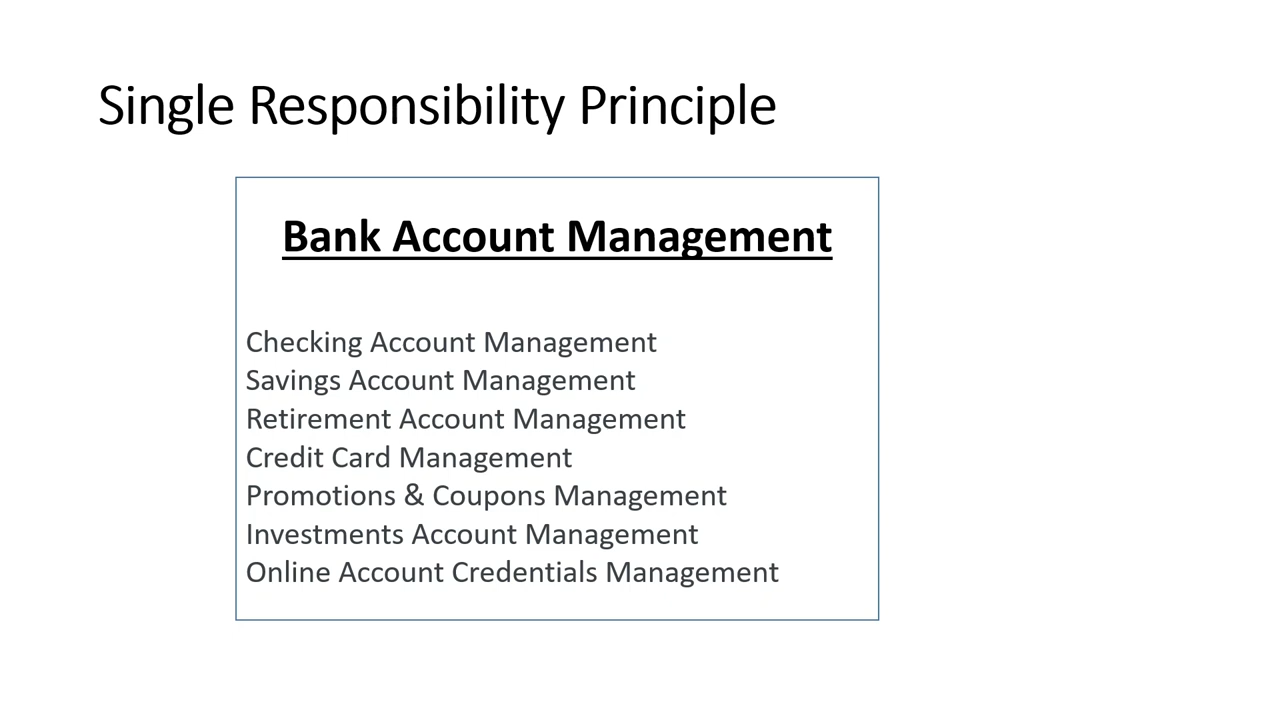 Single Responsibility Principle
Bank Account Management
Checking Account Management
Savings Account Management
Retirement Account Management
Credit Card Management
Promotions & Coupons Management
Investments Account Management
Online Account Credentials Management